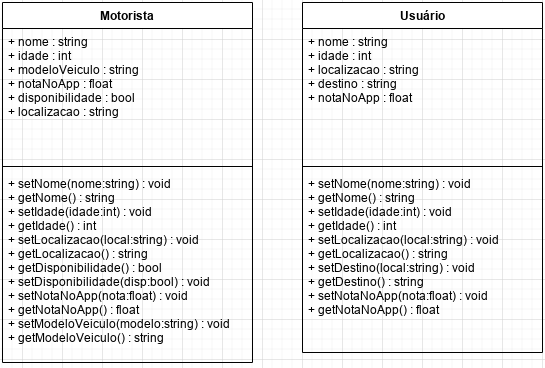 Motorista
+ nome : string
+ idade : int
+ modeloVeiculo : string
+ notaNoApp : float
+ disponibilidade : bool
+ localizacao : string
+ setNome(nome:string) : void
+ getNome() : string
+ setIdade(idade:int) : void
+ getIdade() : int
+ setLocalizacao(local:string) : void
+ getLocalizacao() : string
+ getDisponibilidade() : bool
+ setDisponibilidade(disp:bool) : void
+ setNotaNoApp(nota:float) : void
+ getNotaNoApp() : float
+ setModeloVeiculo(modelo:string) : void
+ getModeloVeiculo() : string
Usuário
+ nome : string
+ idade : int
+ localizacao : string
+ destino : string
+ notaNoApp : float
+ setNome(nome:string) : void
+ getNome() : string
+ setIdade(idade:int) : void
+ getIdade() : int
+ setLocalizacao(local:string) : void
+ getLocalizacao() : string
+ setDestino(local:string) : void
+ getDestino() : string
+ setNotaNoApp(nota:float) : void
+ getNotaNoApp() : float